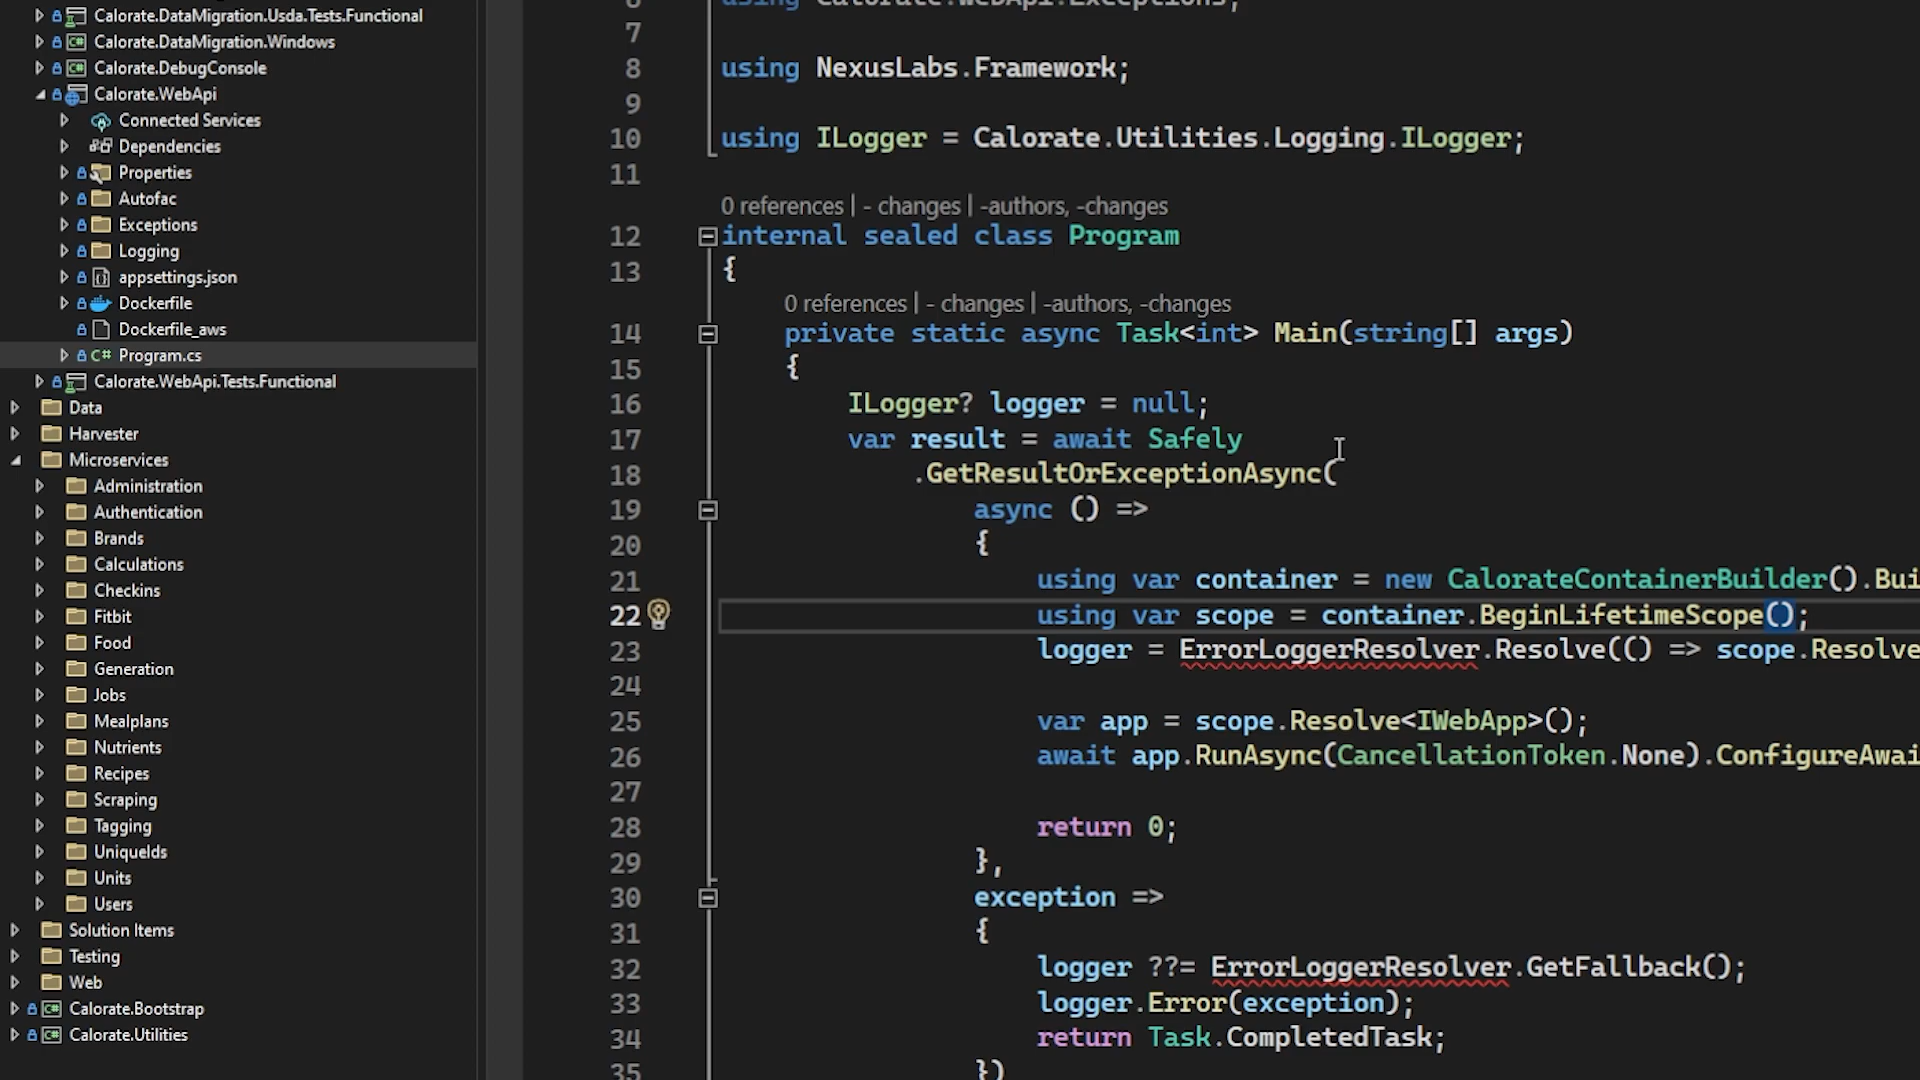 Calorate.DataMigration.Usda.Tests.Functional
Calorate.DataMigration.Windows
Calorate.DebugConsole
Calorate.WebApi
Connected Services
Dependencies
Properties
Autofac
Exceptions
Logging
appsettings.json
Dockerfile
Dockerfile_aws
C# Program.cs
Calorate.WebApi.Tests.Functional
Data
Harvester
Microservices
Administration
Authentication
Brands
Calculations
Checkins
Fitbit
Food
Generation
Jobs
Mealplans
Nutrients
Recipes
Scraping
Tagging
UniqueIds
Units
Users
Solution Items
Testing
Web
Calorate.Bootstrap
Calorate.Utilities
6 using Calorate.WebApi.Exceptions;
7
8 using NexusLabs.Framework;
9
10 using ILogger = Calorate.Utilities.Logging.ILogger;
11
0 references | - changes | -authors, -changes
12 internal sealed class Program
13 {
0 references | - changes | -authors, -changes
14 private static async Task<int> Main(string[] args)
15 {
16 ILogger? logger = null;
17 var result = await Safely
18 .GetResultOrExceptionAsync(
19 async () =>
20 {
21 using var container = new CalorateContainerBuilder().Bui
22 using var scope = container.BeginLifetimeScope();
23 logger = ErrorLoggerResolver.Resolve(() => scope.Resolve
24
25 var app = scope.Resolve<IWebApp>();
26 await app.RunAsync(CancellationToken.None).ConfigureAwai
27
28 return 0;
29 },
30 exception =>
31 {
32 logger ??= ErrorLoggerResolver.GetFallback();
33 logger.Error(exception);
34 return Task.CompletedTask;
35 })